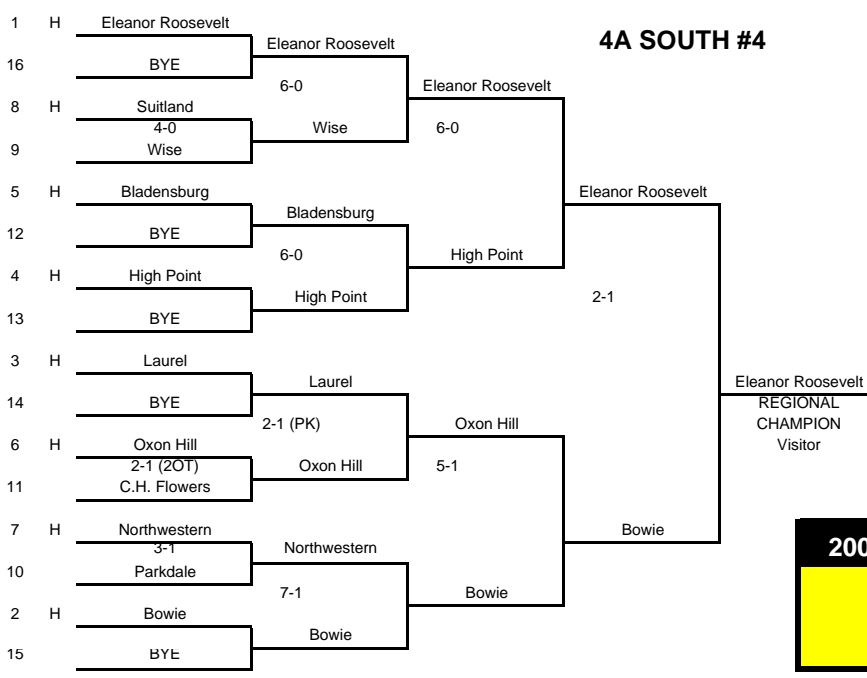 1 H Eleanor Roosevelt
Eleanor Roosevelt
4A SOUTH #4
16 BYE
6-0
Eleanor Roosevelt
8 H Suitland
4-0
Wise
6-0
9 Wise
5 H Bladensburg
Eleanor Roosevelt
Bladensburg
12 BYE
6-0
High Point
4 H High Point
High Point
2-1
13 BYE
3 H Laurel
Laurel
Eleanor Roosevelt
14 BYE
REGIONAL
CHAMPION
Visitor
2-1 (PK)
Oxon Hill
6 H Oxon Hill
2-1 (2OT)
Oxon Hill
5-1
11 C.H. Flowers
7 H Northwestern
Bowie
3-1
Northwestern
200
10 Parkdale
7-1
Bowie
2 H Bowie
Bowie
15 BYE